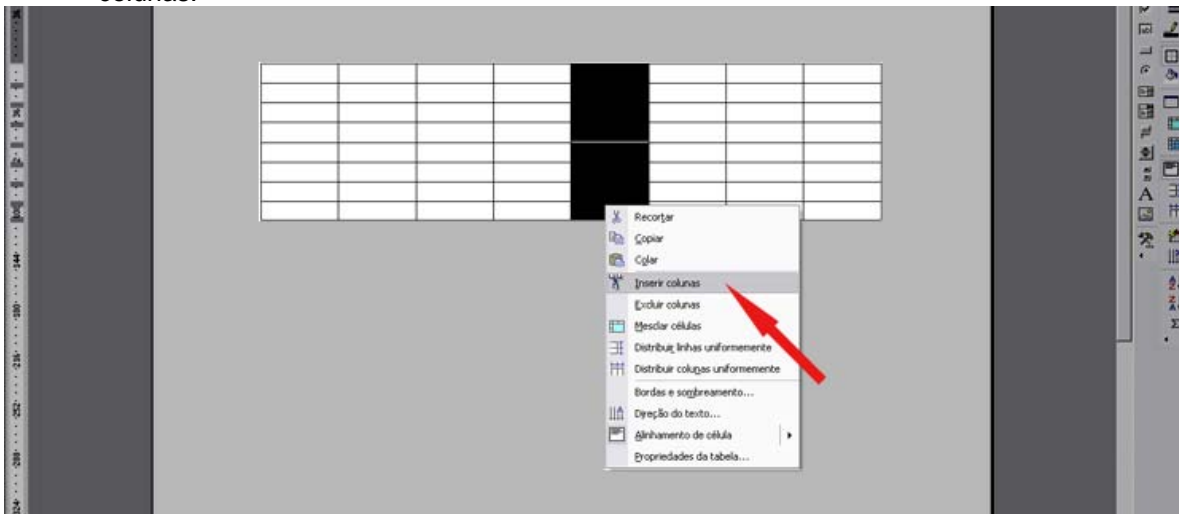 colunas.
Recortar
Copiar
Colar
Inserir colunas
Excluir colunas
Mesclar células
Distribuir linhas uniformemente
Distribuir colunas uniformemente
Bordas e sombreamento...
Direção do texto...
Alinhamento de célula
Propriedades da tabela...